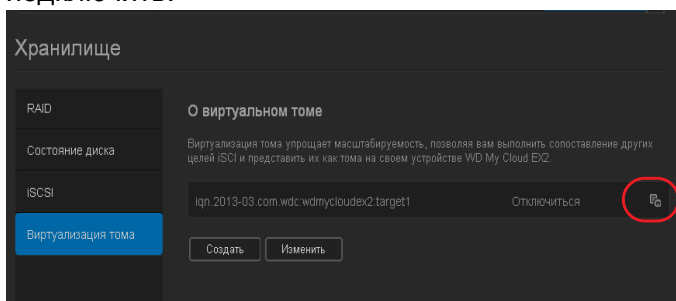 подключить.
Хранилище
RAID
Состояние диска
iSCSI
Виртуализация тома
О виртуальном томе
Виртуализация тома упрощает масштабируемость, позволяя вам выполнить сопоставление других
целей iSCI и представить их как тома на своем устройстве WD My Cloud EX2.
iqn.2013-03.com.wdc:wdmycloudex2:target1 Отключиться
Создать Изменить